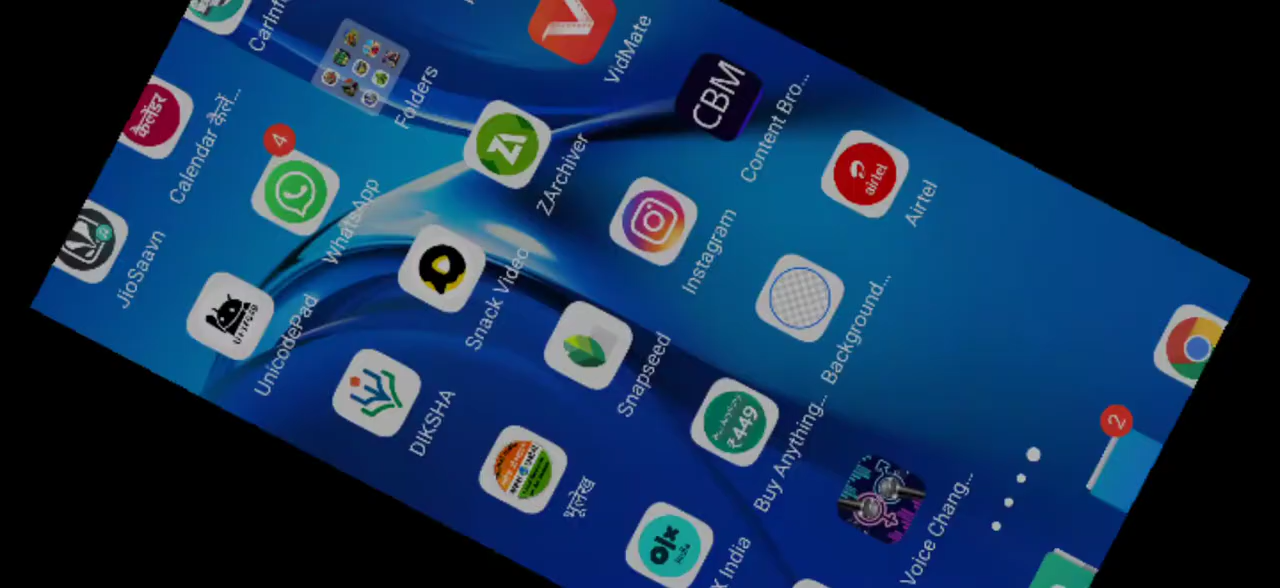 कैलेंडर
JioSaavn
Calendar कैलें...
4
UnicodePad
WhatsApp
Folders
DIKSHA
Snack Video
ZArchiver
VidMate
CBM
भूलेख
Snapseed
Instagram
Content Bro...
olx
₹449
airtel
India
Buy Anything...
Background...
Airtel
Voice Chang...
2